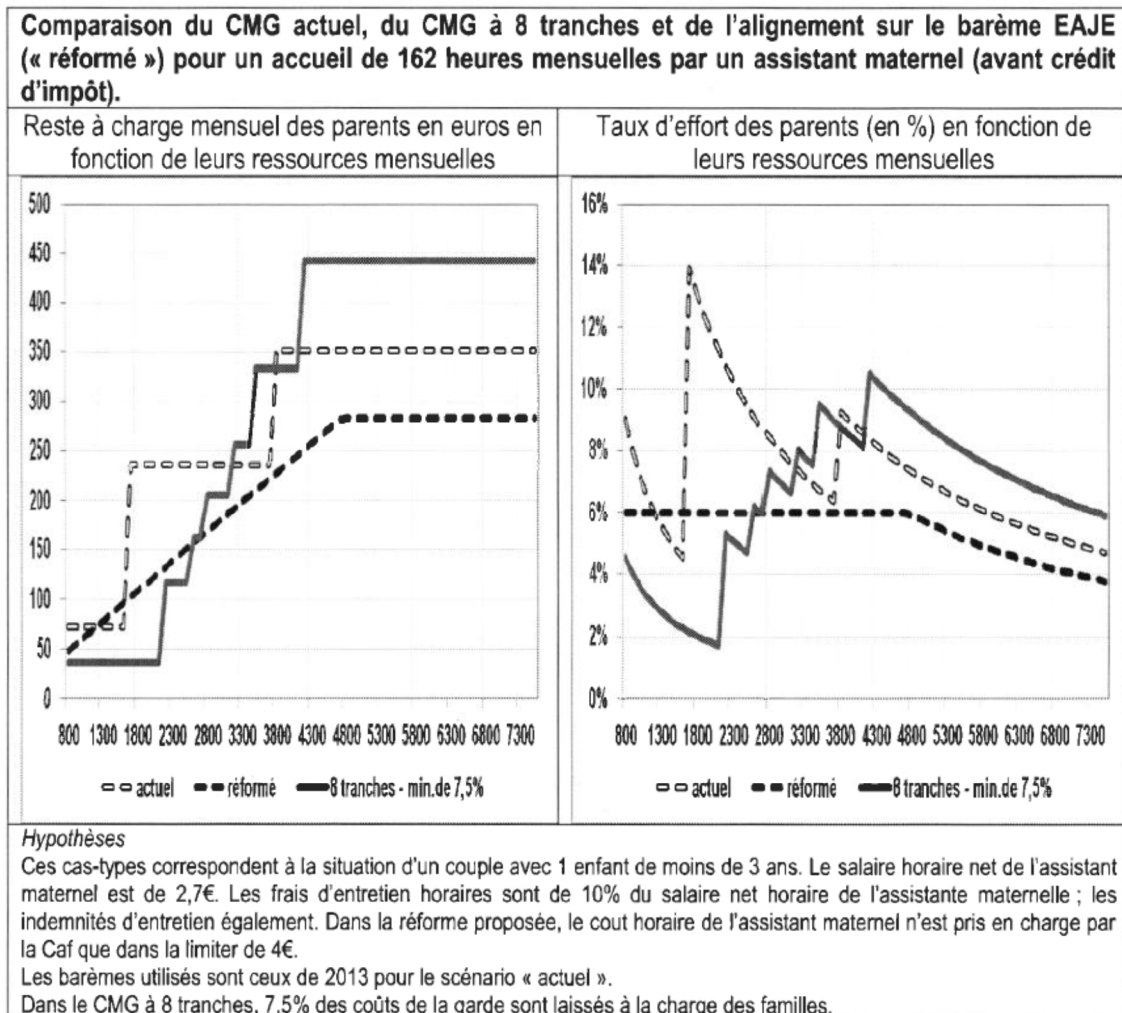 Comparaison du CMG actuel, du CMG à 8 tranches et de l'alignement sur le barème EAJE
(« réformé ») pour un accueil de 162 heures mensuelles par un assistant maternel (avant crédit
d'impôt).
Reste à charge mensuel des parents en euros en
fonction de leurs ressources mensuelles
500
450
400
350
300
250
200
150
100
50
0
800 1300 1800 2300 2800 3300 3800 4300 4800 5300 5800 6300 6800 7300
actuel réformé 8 tranches - min.de 7,5%
Taux d'effort des parents (en %) en fonction de
leurs ressources mensuelles
16%
14%
12%
10%
8%
6%
4%
2%
0%
800 1300 1800 2300 2800 3300 3800 4300 4800 5300 5800 6300 6800 7300
actuel réformé 8 tranches - min.de 7,5%
Hypothèses
Ces cas-types correspondent à la situation d'un couple avec 1 enfant de moins de 3 ans. Le salaire horaire net de l'assistant
maternel est de 2,7€. Les frais d'entretien horaires sont de 10% du salaire net horaire de l'assistante maternelle ; les
indemnités d'entretien également. Dans la réforme proposée, le cout horaire de l'assistant maternel n'est pris en charge par
la Caf que dans la limiter de 4€.
Les barèmes utilisés sont ceux de 2013 pour le scénario « actuel ».
Dans le CMG à 8 tranches, 7,5% des coûts de la garde sont laissés à la charge des familles.